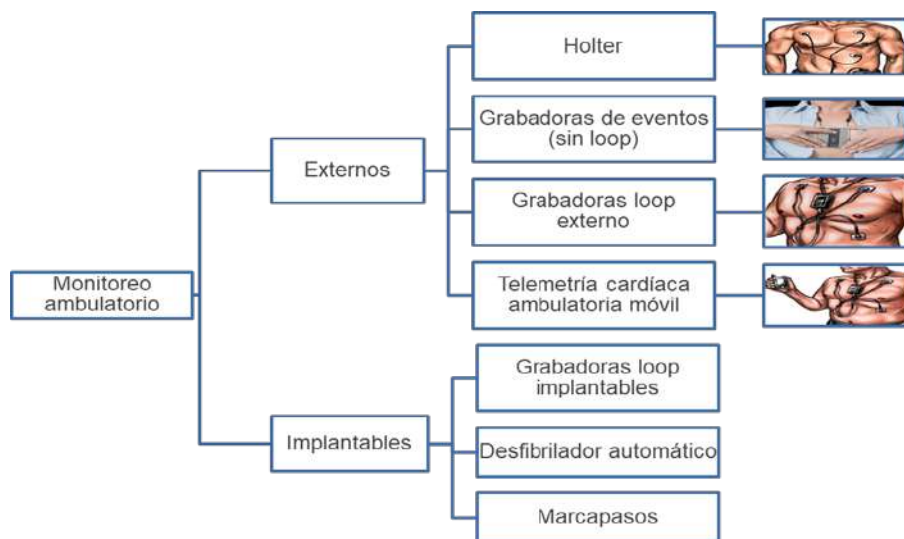 Holter
Grabadoras de eventos
(sin loop)
Externos
Grabadoras loop
externo
Monitoreo
ambulatorio
Telemetría cardíaca
ambulatoria móvil
Grabadoras loop
implantables
Implantables
Desfibrilador automático
Marcapasos